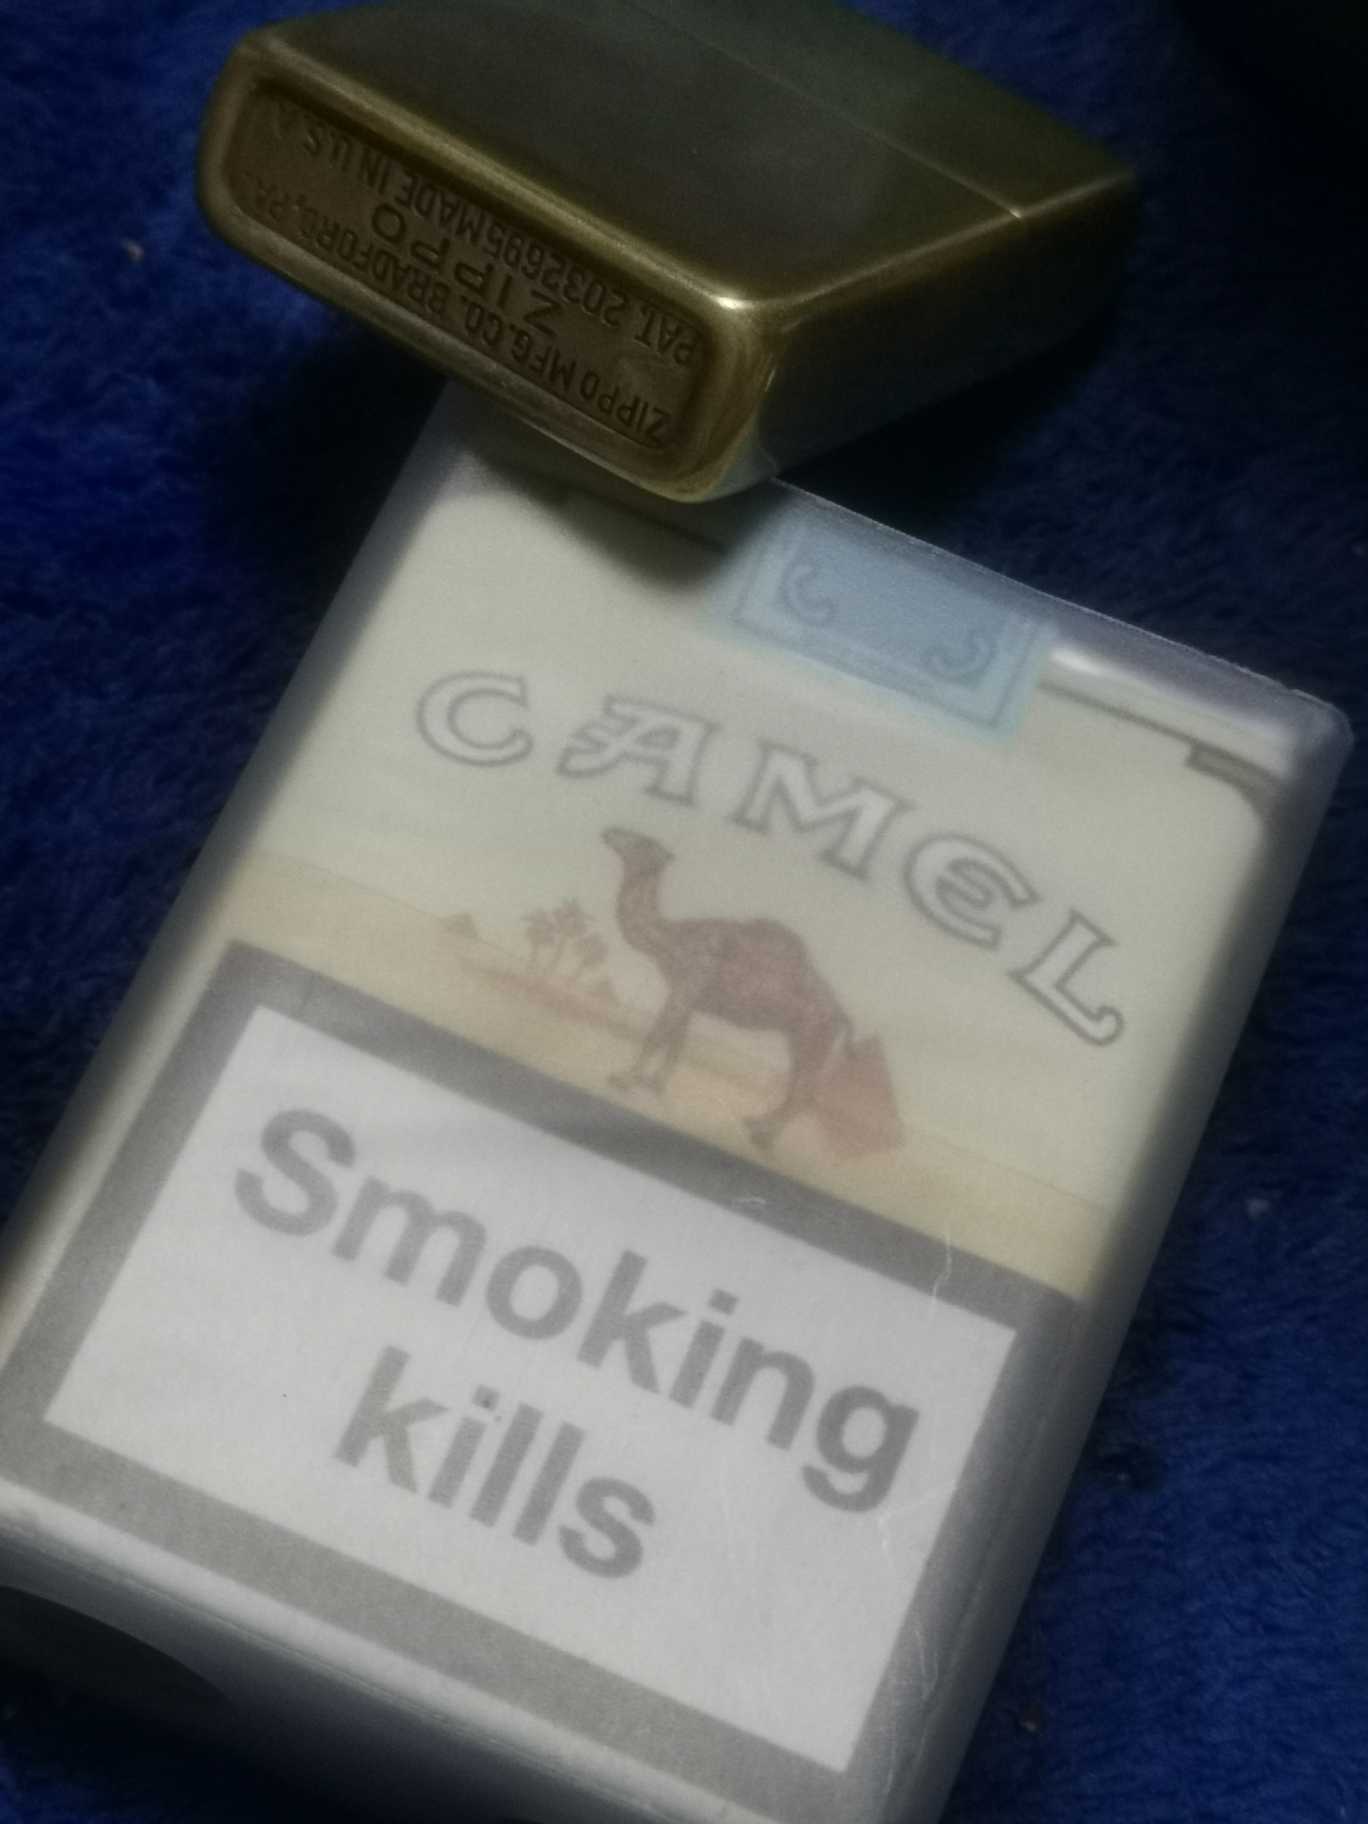 ZIPPO MFG. CO. BRADFORD, PA.
ZIPPO
PAT. 2032695 MADE IN U.S.A.
CAMEL
Smoking
kills